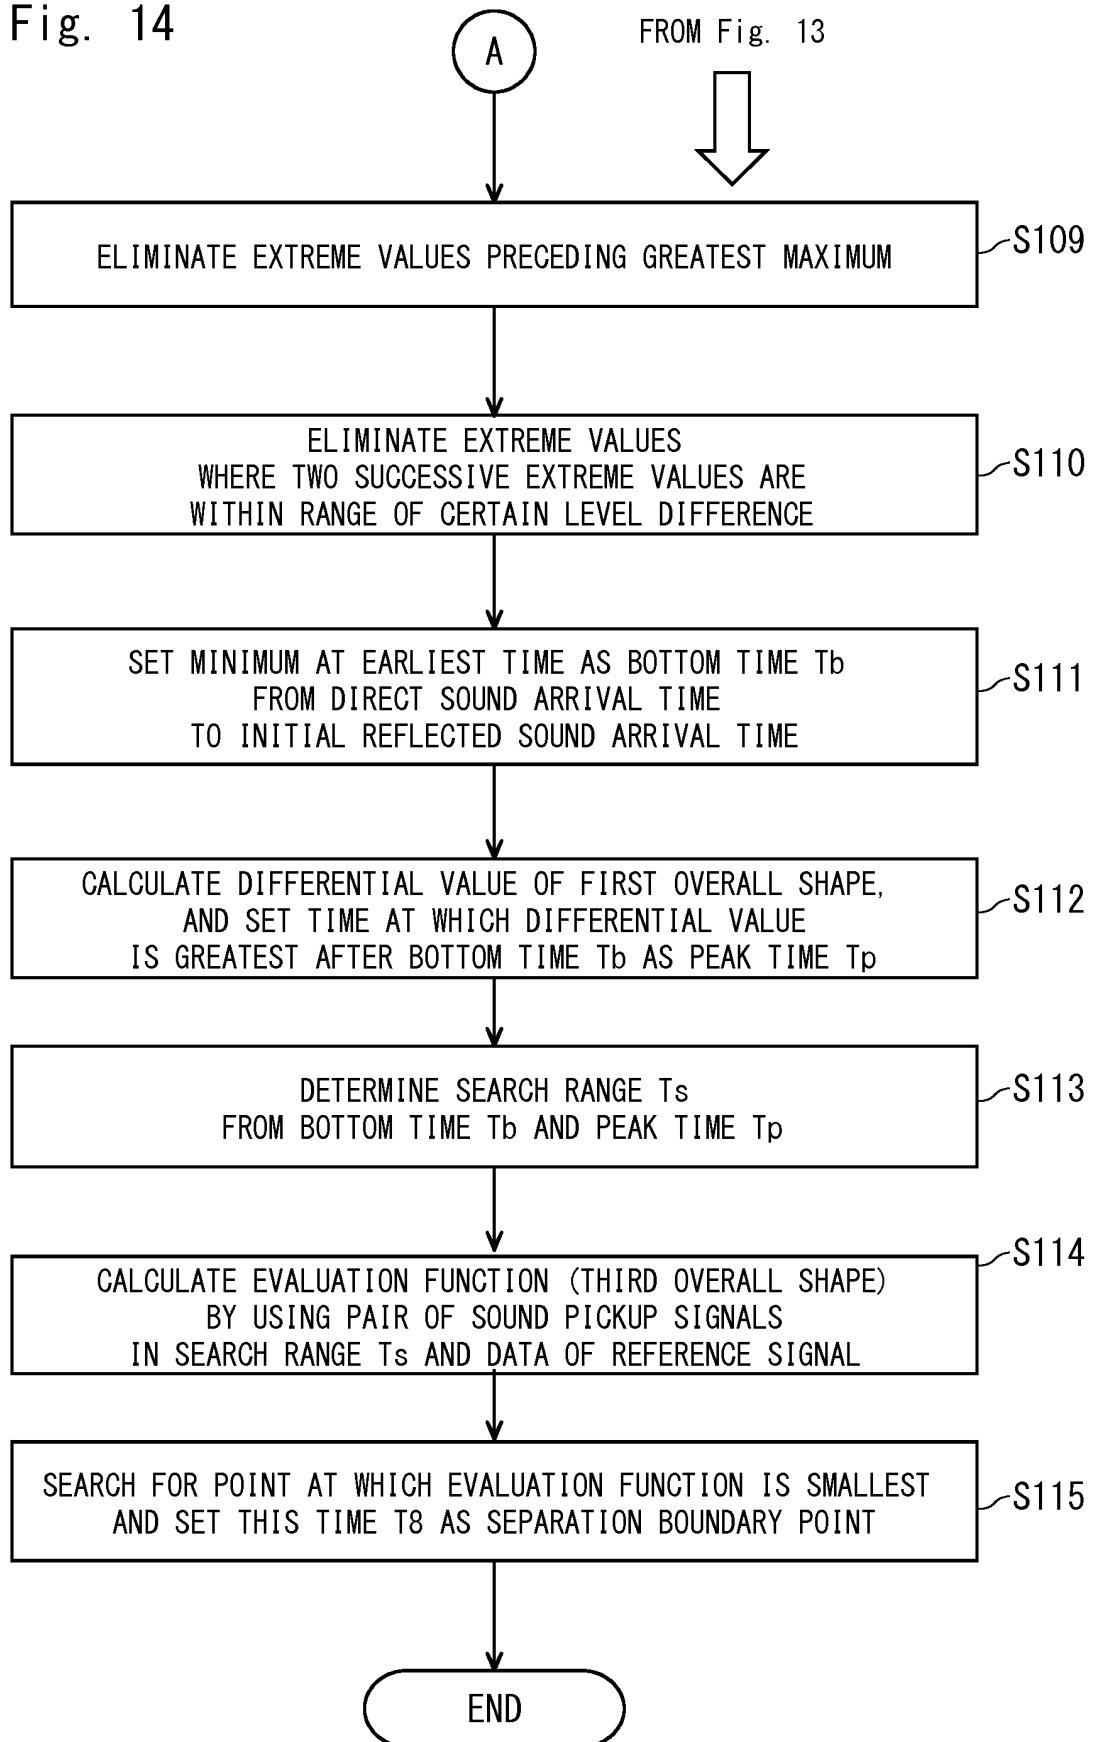 Fig. 14
A
FROM Fig. 13
ELIMINATE EXTREME VALUES PRECEDING GREATEST MAXIMUM
S109
ELIMINATE EXTREME VALUES
WHERE TWO SUCCESSIVE EXTREME VALUES ARE
WITHIN RANGE OF CERTAIN LEVEL DIFFERENCE
S110
SET MINIMUM AT EARLIEST TIME AS BOTTOM TIME Tb
FROM DIRECT SOUND ARRIVAL TIME
TO INITIAL REFLECTED SOUND ARRIVAL TIME
S111
CALCULATE DIFFERENTIAL VALUE OF FIRST OVERALL SHAPE,
AND SET TIME AT WHICH DIFFERENTIAL VALUE
IS GREATEST AFTER BOTTOM TIME Tb AS PEAK TIME Tp
S112
DETERMINE SEARCH RANGE Ts
FROM BOTTOM TIME Tb AND PEAK TIME Tp
S113
CALCULATE EVALUATION FUNCTION (THIRD OVERALL SHAPE)
BY USING PAIR OF SOUND PICKUP SIGNALS
IN SEARCH RANGE Ts AND DATA OF REFERENCE SIGNAL
S114
SEARCH FOR POINT AT WHICH EVALUATION FUNCTION IS SMALLEST
AND SET THIS TIME T8 AS SEPARATION BOUNDARY POINT
S115
END